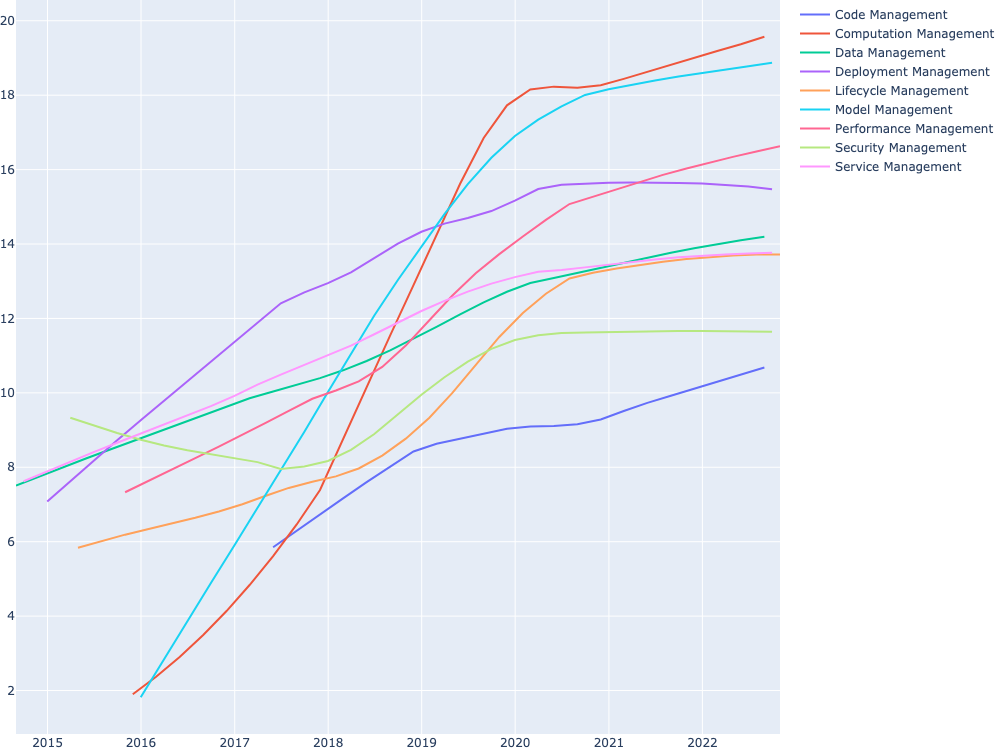 20
18
16
14
12
10
8
6
4
2
2015 2016 2017 2018 2019 2020 2021 2022
Code Management
Computation Management
Data Management
Deployment Management
Lifecycle Management
Model Management
Performance Management
Security Management
Service Management